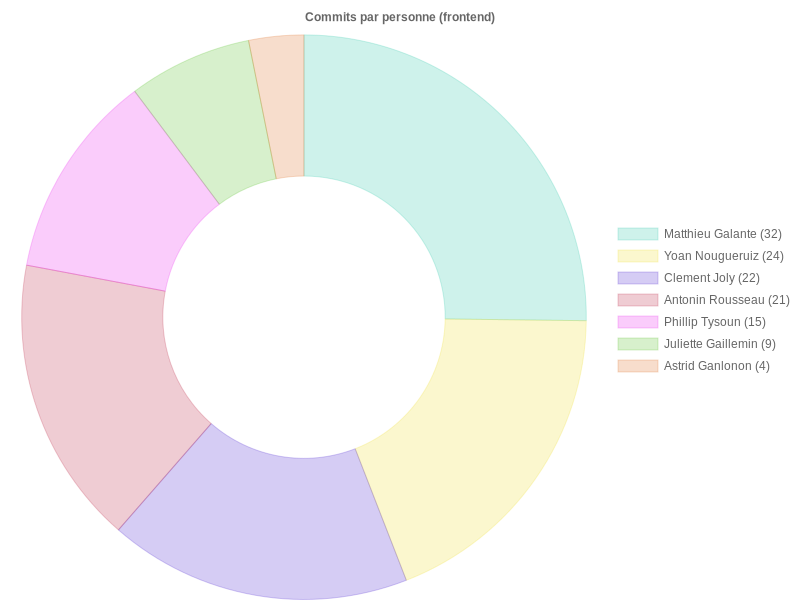 Commits par personne (frontend)
Matthieu Galante (32)
Yoan Nougueruiz (24)
Clement Joly (22)
Antonin Rousseau (21)
Phillip Tysoun (15)
Juliette Gaillemin (9)
Astrid Ganlonon (4)